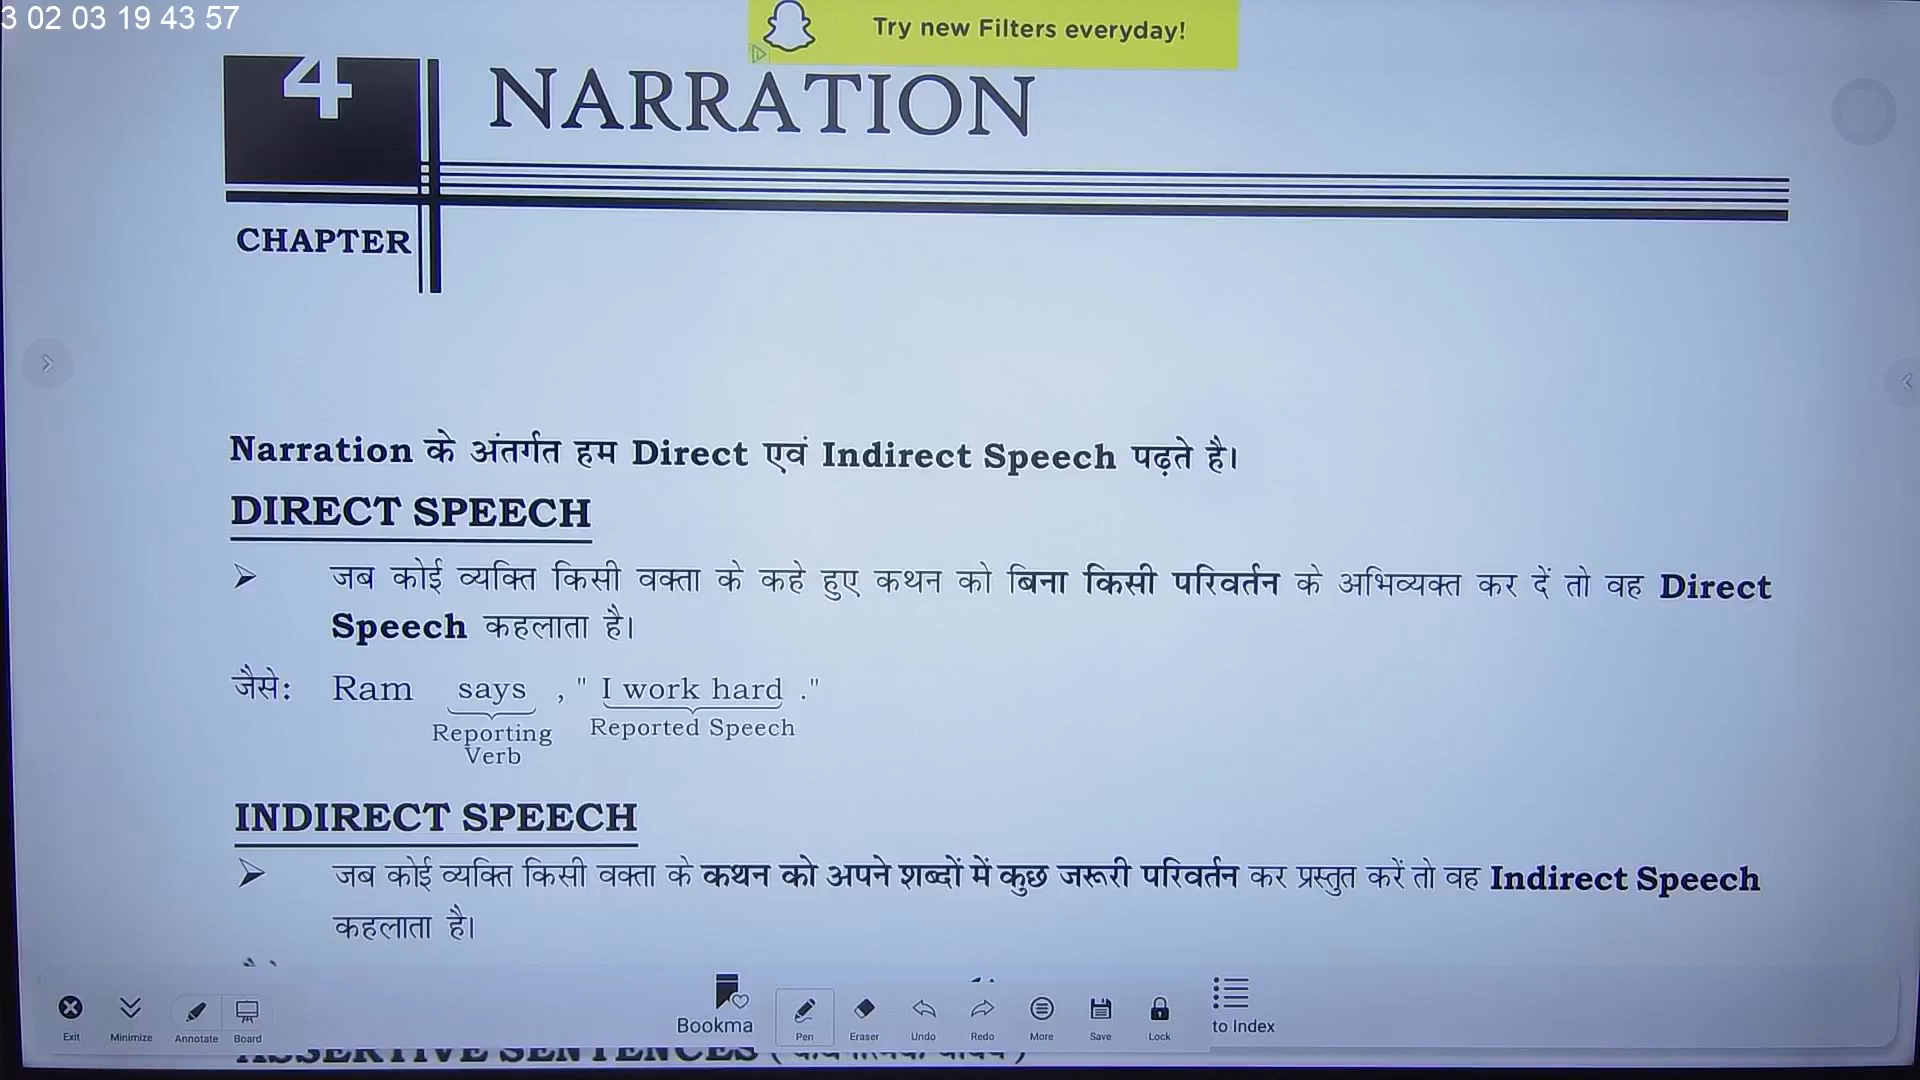 3 02 03 19 43 57
Try new Filters everyday!
4
NARRATION
CHAPTER
Narration के अंतर्गत हम Direct एवं Indirect Speech पढ़ते है।
DIRECT SPEECH
➢ जब कोई व्यक्ति किसी वक्ता के कहे हुए कथन को बिना किसी परिवर्तन के अभिव्यक्त कर दें तो वह Direct
Speech कहलाता है।
जैसे: Ram says , " I work hard ."
Reporting Reported Speech
Verb
INDIRECT SPEECH
➢ जब कोई व्यक्ति किसी वक्ता के कथन को अपने शब्दों में कुछ जरूरी परिवर्तन कर प्रस्तुत करें तो वह Indirect Speech
कहलाता है।
Bookma to Index
Exit Minimize Annotate Board Pen Eraser Undo Redo More Save Lock
ASSERTIVE SENTENCES